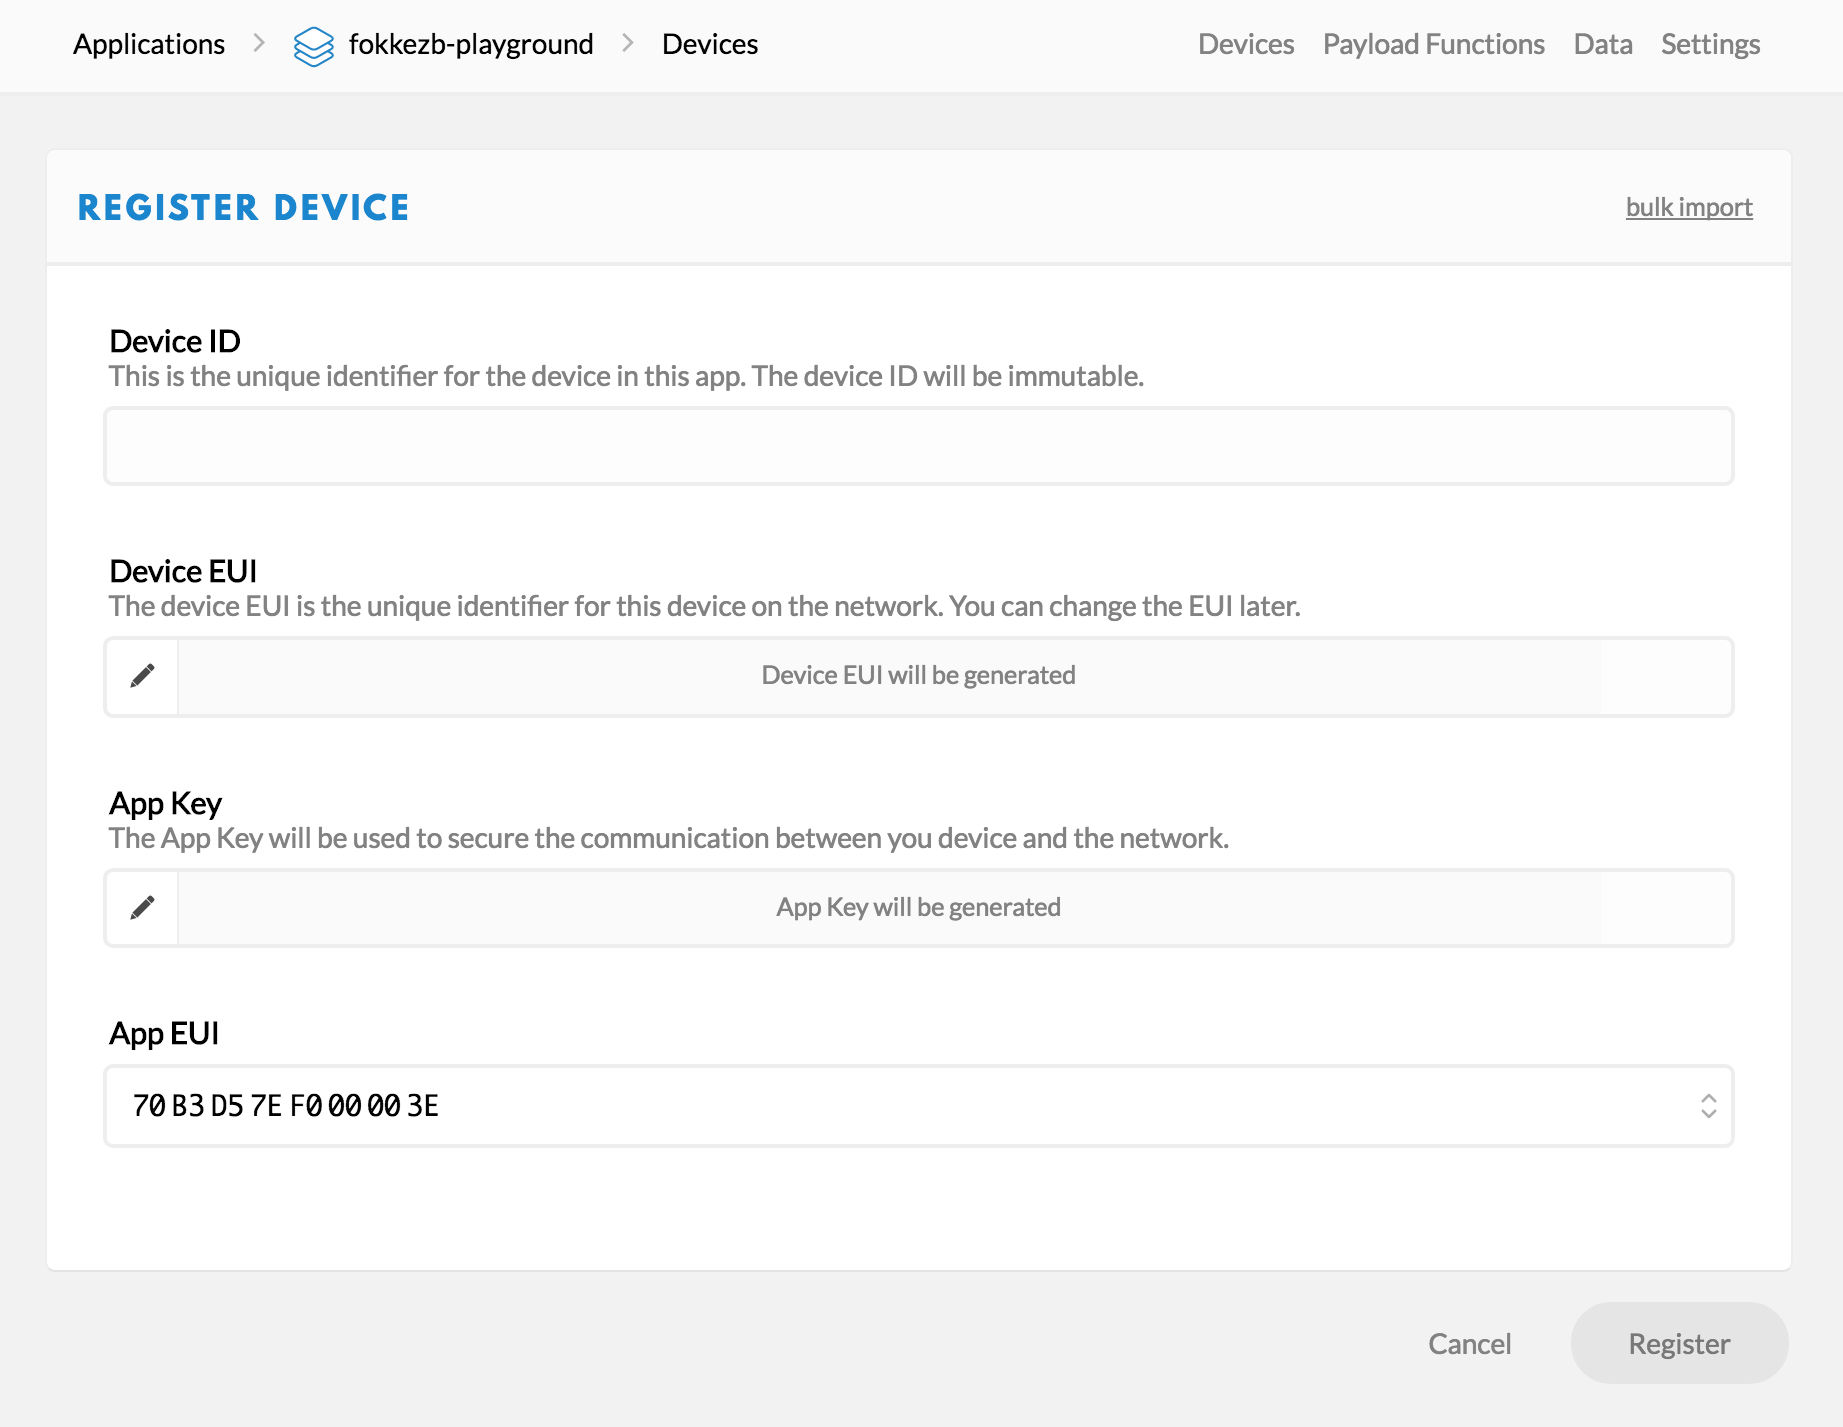 Applications > fokkezb-playground > Devices
Devices Payload Functions Data Settings
REGISTER DEVICE
bulk import
Device ID
This is the unique identifier for the device in this app. The device ID will be immutable.
Device EUI
The device EUI is the unique identifier for this device on the network. You can change the EUI later.
Device EUI will be generated
App Key
The App Key will be used to secure the communication between you device and the network.
App Key will be generated
App EUI
70 B3 D5 7E F0 00 00 3E
Cancel Register